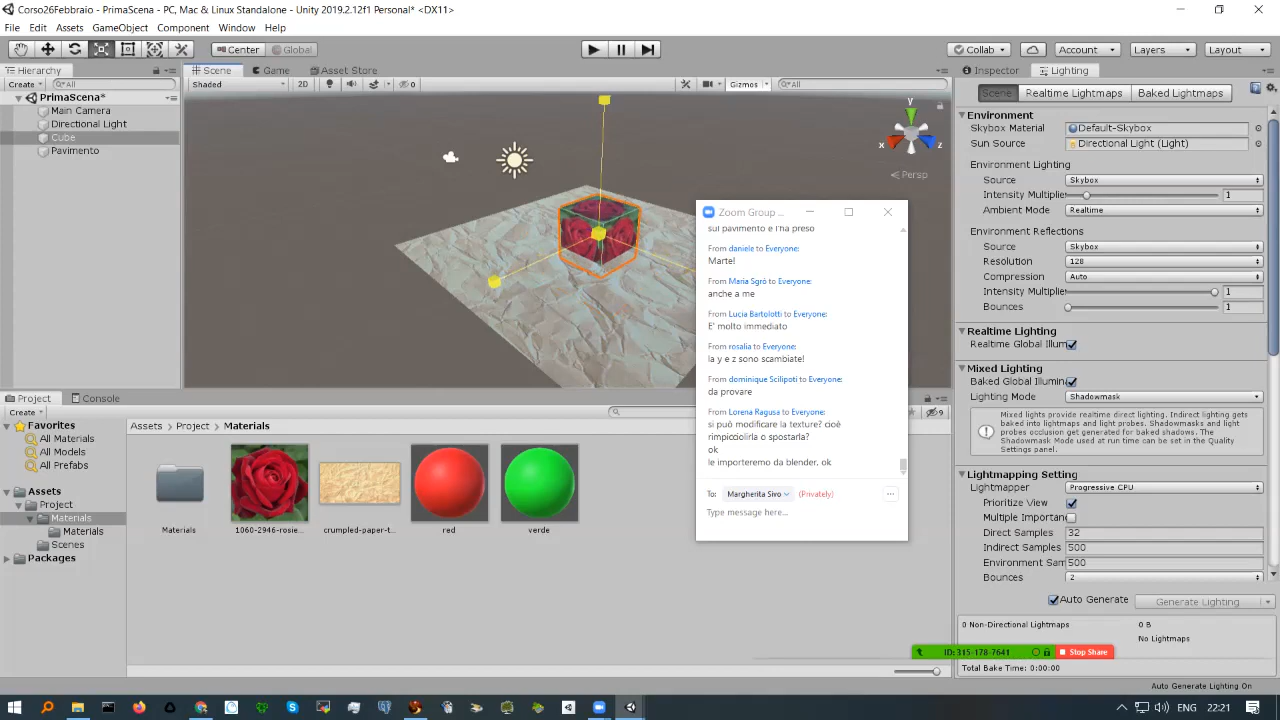 Corso26Febbraio - PrimaScena - PC, Mac & Linux Standalone - Unity 2019.2.12f1 Personal* <DX11>
File Edit Assets GameObject Component Window Help
Center Global
Collab Account Layers Layout
Hierarchy
Create All
PrimaScena*
Main Camera
Directional Light
Cube
Pavimento
Scene Game Asset Store
Shaded 2D 0 Gizmos All
y
x z
Persp
Inspector Lighting
Scene Realtime Lightmaps Baked Lightmaps
Environment
Skybox Material Default-Skybox
Sun Source Directional Light (Light)
Environment Lighting
Source Skybox
Intensity Multiplie 1
Ambient Mode Realtime
Environment Reflections
Source Skybox
Resolution 128
Compression Auto
Intensity Multiplie 1
Bounces 1
Realtime Lighting
Realtime Global Illum
Mixed Lighting
Baked Global Illumin
Lighting Mode Shadowmask
Mixed lights provide realtime direct lighting. Indirect lighting gets
baked into lightmaps and light probes. Shadowmasks and light
probes occlusion get generated for baked shadows. The
Shadowmask Mode used at run time can be set in the Quality
Settings panel.
Lightmapping Setting
Lightmapper Progressive CPU
Prioritize View
Multiple Importan
Direct Samples 32
Indirect Samples 500
Environment Sam 500
Bounces 2
Auto Generate Generate Lighting
0 Non-Directional Lightmaps 0 B
No Lightmaps
Total Bake Time: 0:00:00
Auto Generate Lighting On
Zoom Group ...
sul pavimento e l'ha preso
From daniele to Everyone:
Marte!
From Maria Sgrò to Everyone:
anche a me
From Lucia Bartolotti to Everyone:
E' molto immediato
From rosalia to Everyone:
la y e z sono scambiate!
From dominique Scilipoti to Everyone:
da provare
From Lorena Ragusa to Everyone:
si può modificare la texture? cioè
rimpicciolirla o spostarla?
ok
le importeremo da blender, ok
To: Margherita Sivo (Privately)
Type message here...
ID: 315-178-7641 Stop Share
Project Console
Create 9
Favorites
All Materials
All Models
All Prefabs
Assets
Project
Materials
Materials
Scenes
Packages
Assets Project Materials
Materials
1060-2946-rosie...
crumpled-paper-t...
red
verde
ENG 22:21